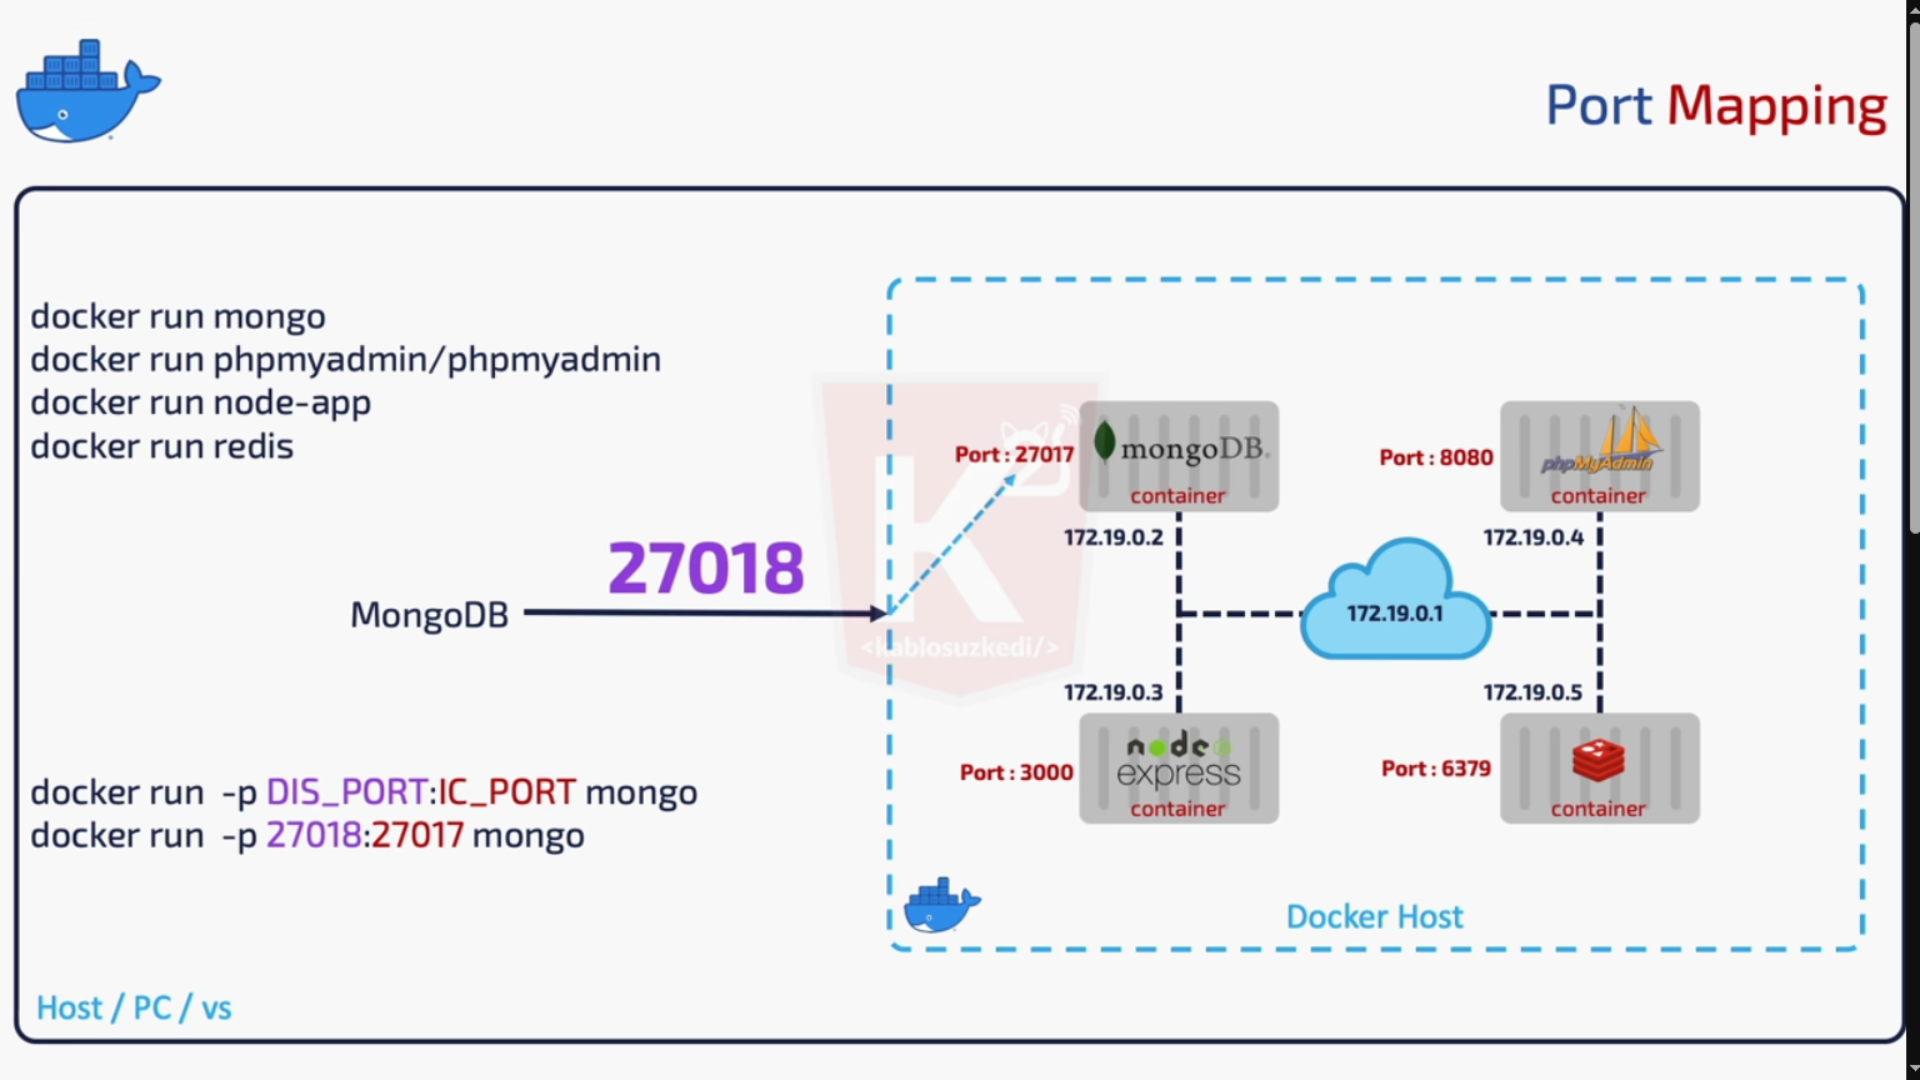 Port Mapping
docker run mongo
docker run phpmyadmin/phpmyadmin
docker run node-app
docker run redis
27018
MongoDB
docker run -p DIS_PORT:IC_PORT mongo
docker run -p 27018:27017 mongo
Host / PC / vs
Port : 27017
mongoDB.
container
172.19.0.2
Port : 8080
phpMyAdmin
container
172.19.0.4
172.19.0.1
K
<kablosuzkedi/>
172.19.0.3
Port : 3000
node
express
container
172.19.0.5
Port : 6379
container
Docker Host